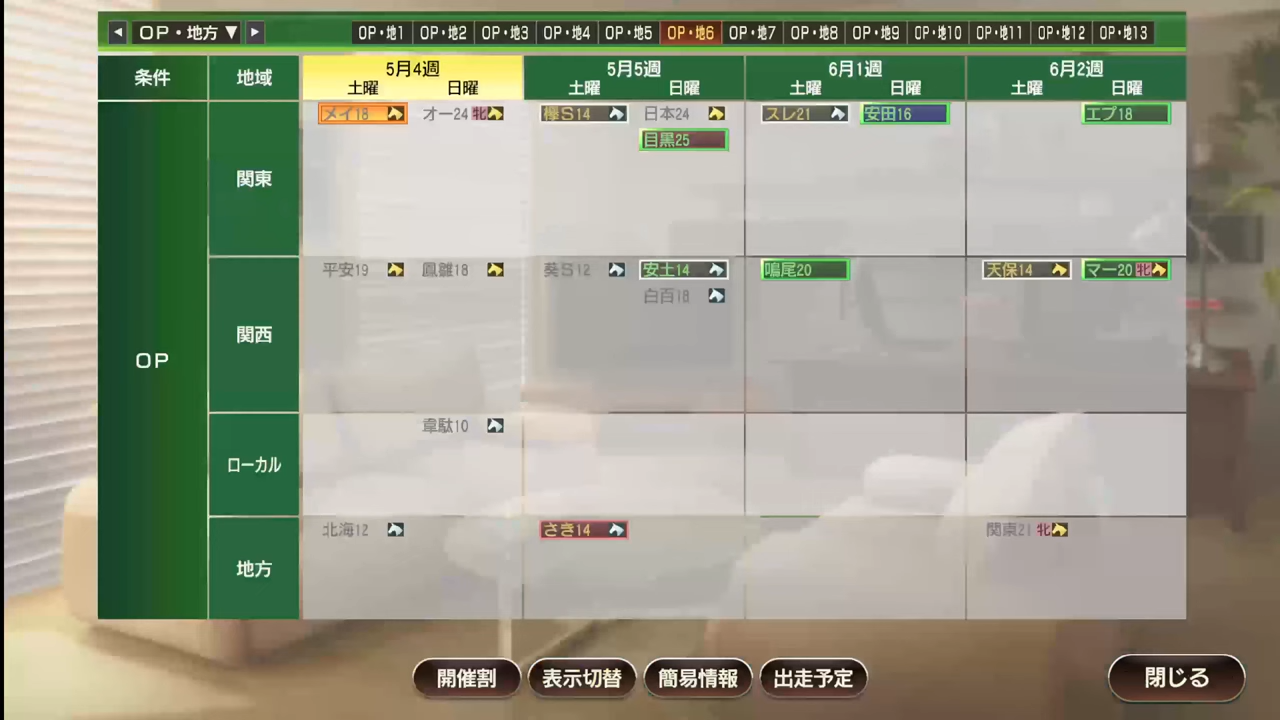 ◀ OP・地方▼ ▶ OP・地1 OP・地2 OP・地3 OP・地4 OP・地5 OP・地6 OP・地7 OP・地8 OP・地9 OP・地10 OP・地11 OP・地12 OP・地13
条件 地域 5月4週 5月5週 6月1週 6月2週
土曜 日曜 土曜 日曜 土曜 日曜 土曜 日曜
メイ18 オー24 牝 欅S14 日本24 スレ21 安田16 エプ18
目黒25
関東
平安19 鳳雛18 葵S12 安土14 鳴尾20 天保14 マー20 牝
白百18
関西
OP
韋駄10
ローカル
北海12 さき14 関東21 牝
地方
開催割 表示切替 簡易情報 出走予定 閉じる